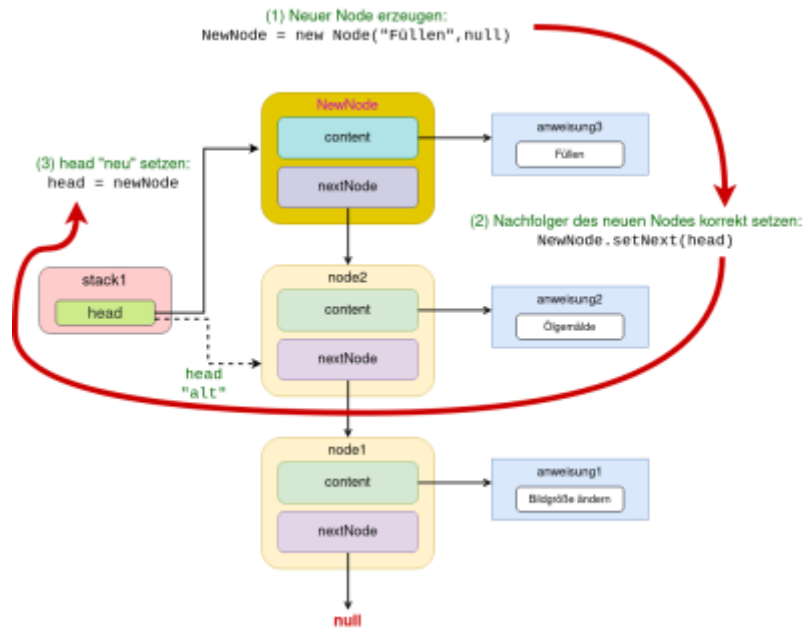 (1) Neuer Node erzeugen:
NewNode = new Node("Füllen",null)
NewNode
content
nextNode
anweisung3
Füllen
(3) head "neu" setzen:
head = newNode
(2) Nachfolger des neuen Nodes korrekt setzen:
NewNode.setNext(head)
stack1
head
head
"alt"
node2
content
nextNode
anweisung2
Ölgemälde
node1
content
nextNode
anweisung1
Bildgröße ändern
null